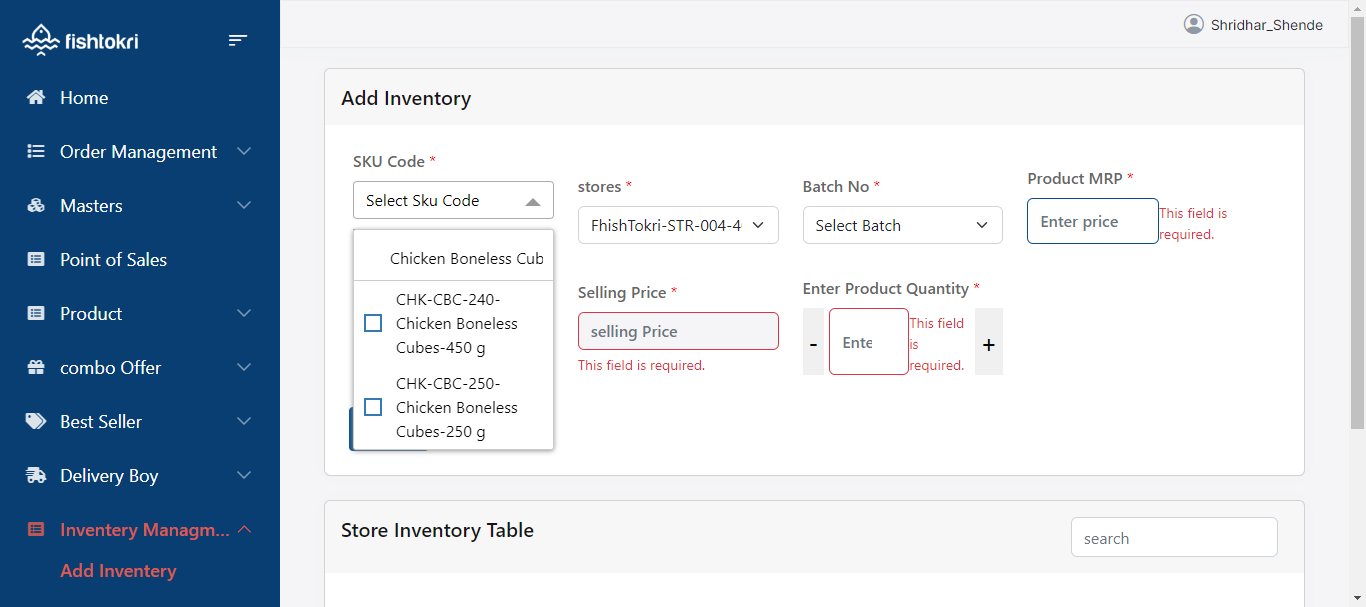 fishtokri
Home
Order Management
Masters
Point of Sales
Product
combo Offer
Best Seller
Delivery Boy
Inventery Managm...
Add Inventory
Shridhar_Shende
Add Inventory
SKU Code *
Select Sku Code
Chicken Boneless Cub
CHK-CBC-240-
Chicken Boneless
Cubes-450 g
CHK-CBC-250-
Chicken Boneless
Cubes-250 g
stores *
FhishTokri-STR-004-4
Batch No *
Select Batch
Product MRP *
Enter price
This field is
required.
Selling Price *
selling Price
This field is required.
Enter Product Quantity *
-
Ente
This field
is
required.
+
Store Inventory Table
search